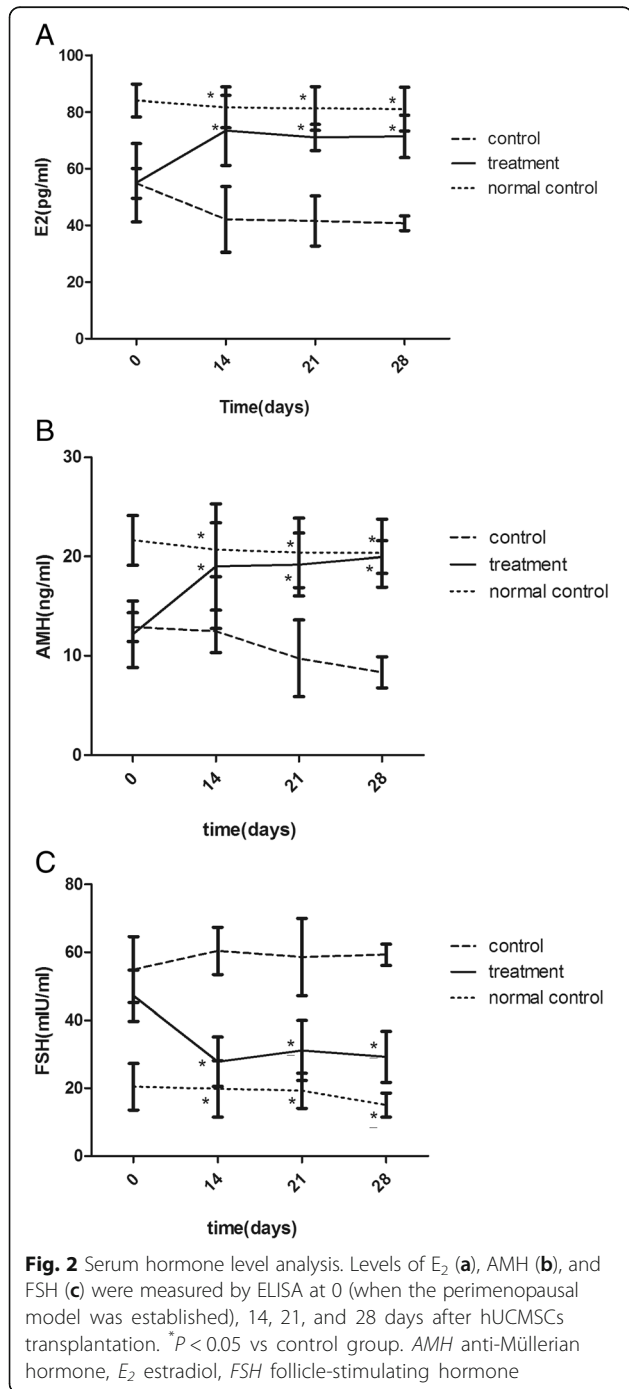 A
100
80
60
40
20
0
E2(pg/ml)
* * *
* * *
0 14 21 28
Time(days)
control
treatment
normal control
B
30
20
10
0
AMH(ng/ml)
* * *
* * *
0 14 21 28
time(days)
control
treatment
normal control
C
80
60
40
20
0
FSH(mIU/ml)
* * *
* * *
0 14 21 28
time(days)
control
treatment
normal control
Fig. 2 Serum hormone level analysis. Levels of E2 (a), AMH (b), and
FSH (c) were measured by ELISA at 0 (when the perimenopausal
model was established), 14, 21, and 28 days after hUCMSCs
transplantation. *P < 0.05 vs control group. AMH anti-Müllerian
hormone, E2 estradiol, FSH follicle-stimulating hormone